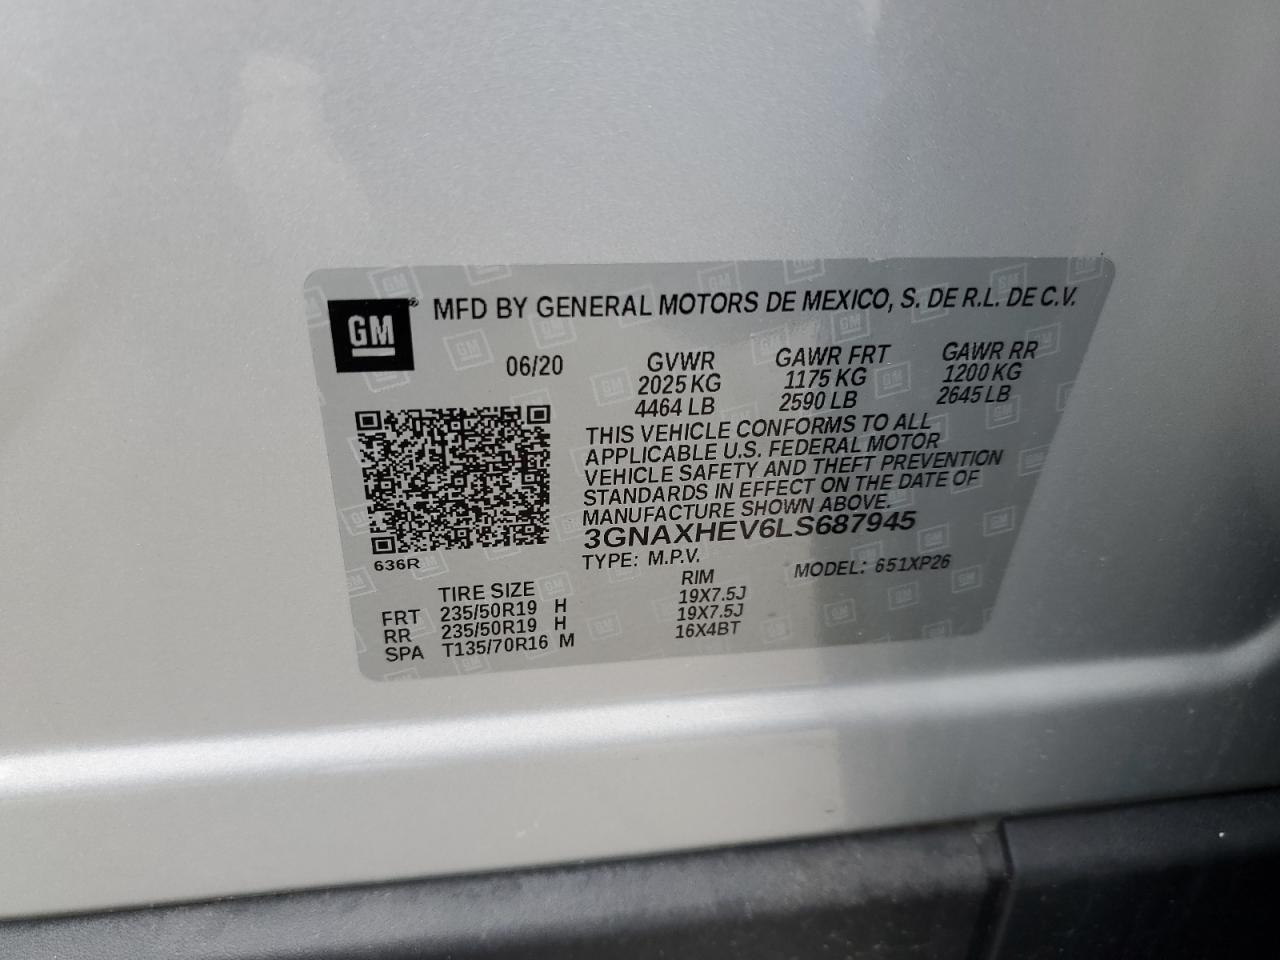 GM® MFD BY GENERAL MOTORS DE MEXICO, S. DE R.L. DE C.V.
06/20 GVWR GAWR FRT GAWR RR
2025 KG 1175 KG 1200 KG
4464 LB 2590 LB 2645 LB
THIS VEHICLE CONFORMS TO ALL
APPLICABLE U.S. FEDERAL MOTOR
VEHICLE SAFETY AND THEFT PREVENTION
STANDARDS IN EFFECT ON THE DATE OF
MANUFACTURE SHOWN ABOVE.
3GNAXHEV6LS687945
636R TYPE: M.P.V. MODEL: 651XP26
TIRE SIZE RIM
FRT 235/50R19 H 19X7.5J
RR 235/50R19 H 19X7.5J
SPA T135/70R16 M 16X4BT